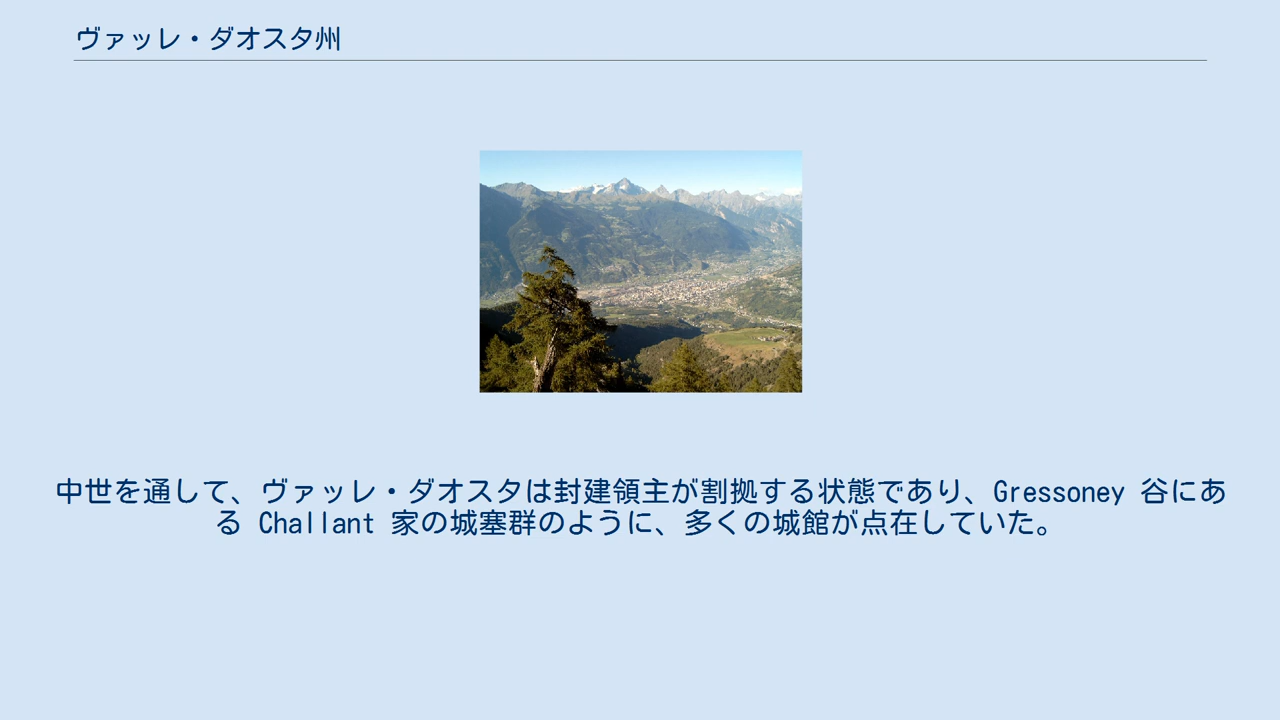 ヴァッレ・ダオスタ州
中世を通して、ヴァッレ・ダオスタは封建領主が割拠する状態であり、Gressoney 谷にあ
る Challant 家の城塞群のように、多くの城館が点在していた。